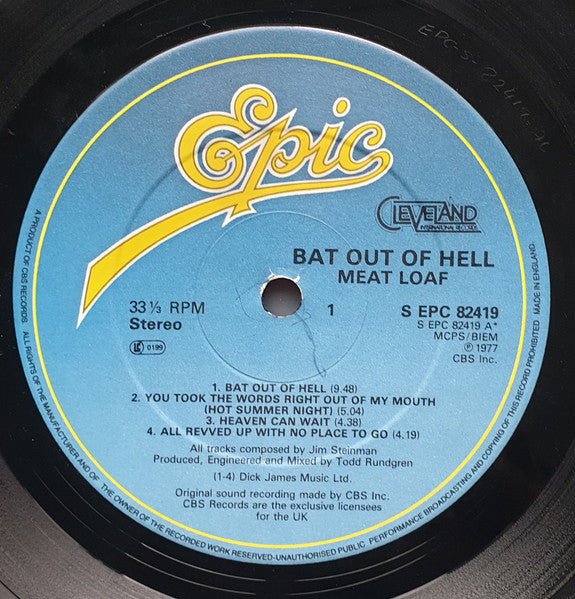 Epic
CLEVELAND
INTERNATIONAL RECORDS
BAT OUT OF HELL
MEAT LOAF
33 ⅓ RPM
Stereo
LC 0199
1
S EPC 82419
S EPC 82419 A*
MCPS/BIEM
℗ 1977
CBS Inc.
1. BAT OUT OF HELL (9.48)
2. YOU TOOK THE WORDS RIGHT OUT OF MY MOUTH
(HOT SUMMER NIGHT) (5.04)
3. HEAVEN CAN WAIT (4.38)
4. ALL REVVED UP WITH NO PLACE TO GO (4.19)
All tracks composed by Jim Steinman
Produced, Engineered and Mixed by Todd Rundgren
(1-4) Dick James Music Ltd.
Original sound recording made by CBS Inc.
CBS Records are the exclusive licensees
for the UK
A PRODUCT OF CBS RECORDS. ALL RIGHTS OF THE MANUFACTURER AND OF THE OWNER OF THE RECORDED WORK RESERVED-UNAUTHORISED PUBLIC PERFORMANCE BROADCASTING AND COPYING OF THIS RECORD PROHIBITED MADE IN ENGLAND.